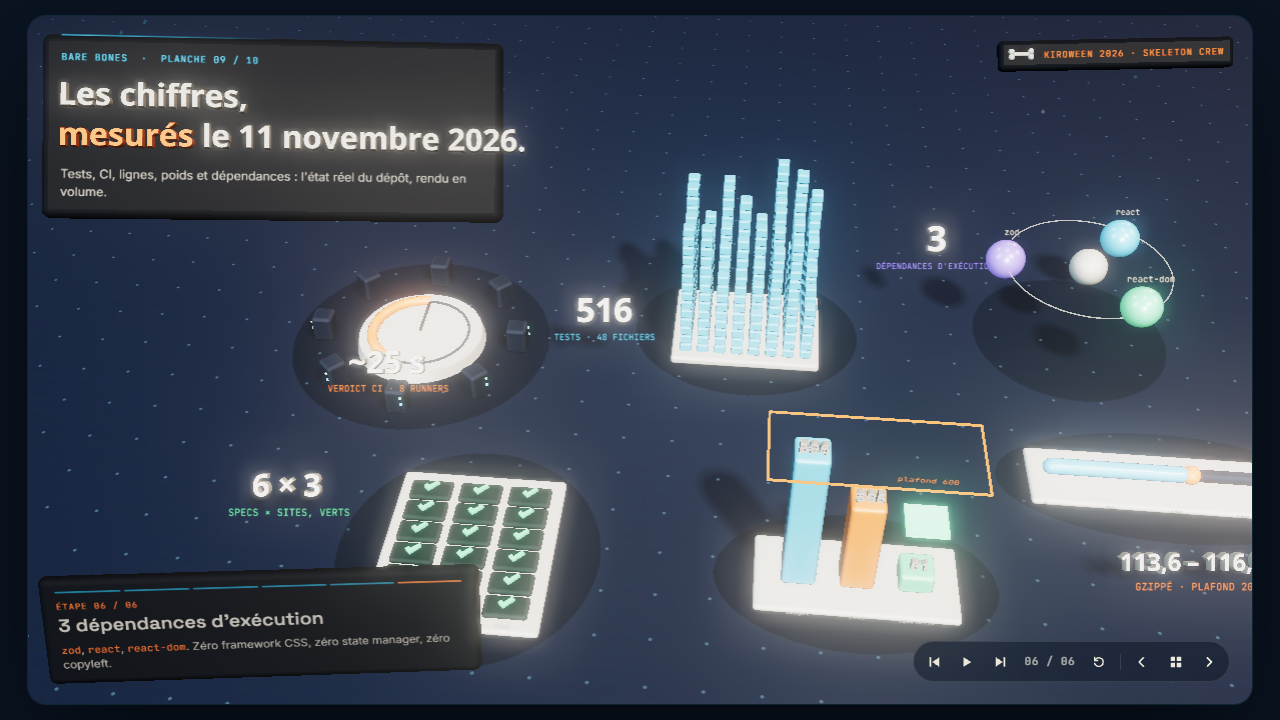 BARE BONES · PLANCHE 09 / 10
Les chiffres,
mesurés le 11 novembre 2026.
Tests, CI, lignes, poids et dépendances : l'état réel du dépôt, rendu en
volume.
KIROWEEN 2026 · SKELETON CREW
3
DÉPENDANCES D'EXÉCUTIO
zod
react
react-dom
516
TESTS · 48 FICHIERS
~25 s
VERDICT CI · 8 RUNNERS
6 × 3
SPECS × SITES, VERTS
plafond 600
113,6 – 116,
GZIPPÉ · PLAFOND 20
ÉTAPE 06 / 06
3 dépendances d'exécution
zod, react, react-dom. Zéro framework CSS, zéro state manager, zéro
copyleft.
06 / 06